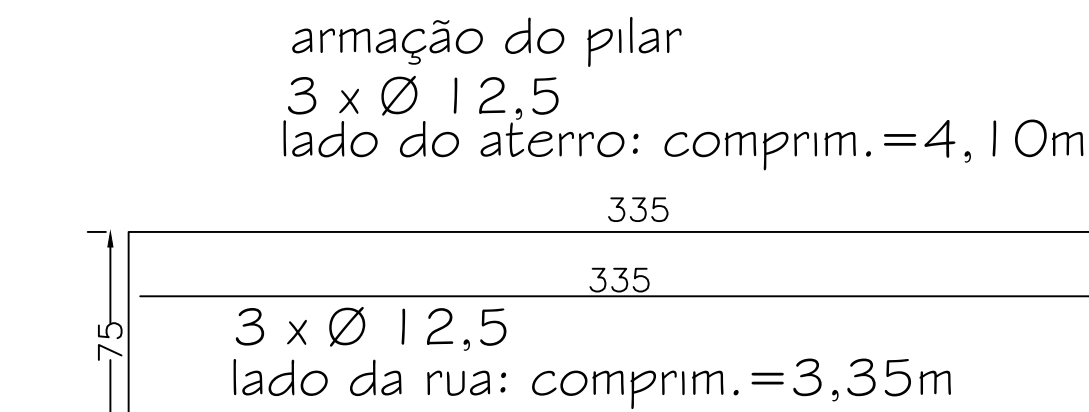 armação do pilar
3 x Ø 12,5
lado do aterro: comprim.=4,10m
335
335
75
3 x Ø 12,5
lado da rua: comprim.=3,35m